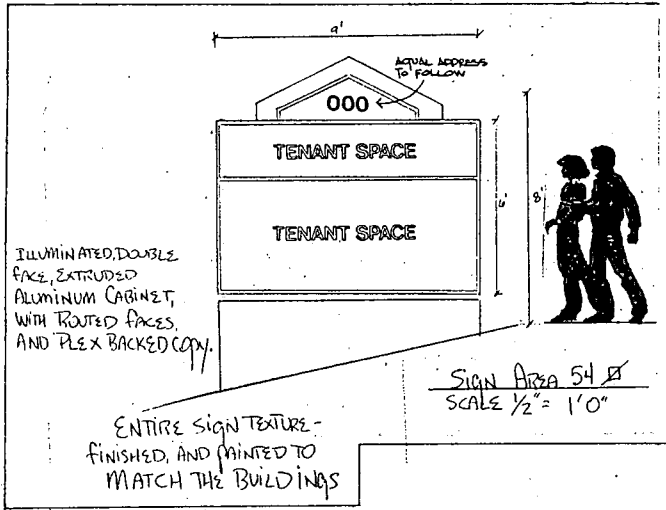 9'
ACTUAL ADDRESS
TO FOLLOW
000
TENANT SPACE
TENANT SPACE
6'
8'
ILLUMINATED, DOUBLE
FACE, EXTRUDED
ALUMINUM CABINET,
WITH ROUTED FACES,
AND PLEX BACKED COPY.
SIGN AREA 54
SCALE 1/2" = 1'0"
ENTIRE SIGN TEXTURE-
FINISHED, AND PAINTED TO
MATCH THE BUILDINGS